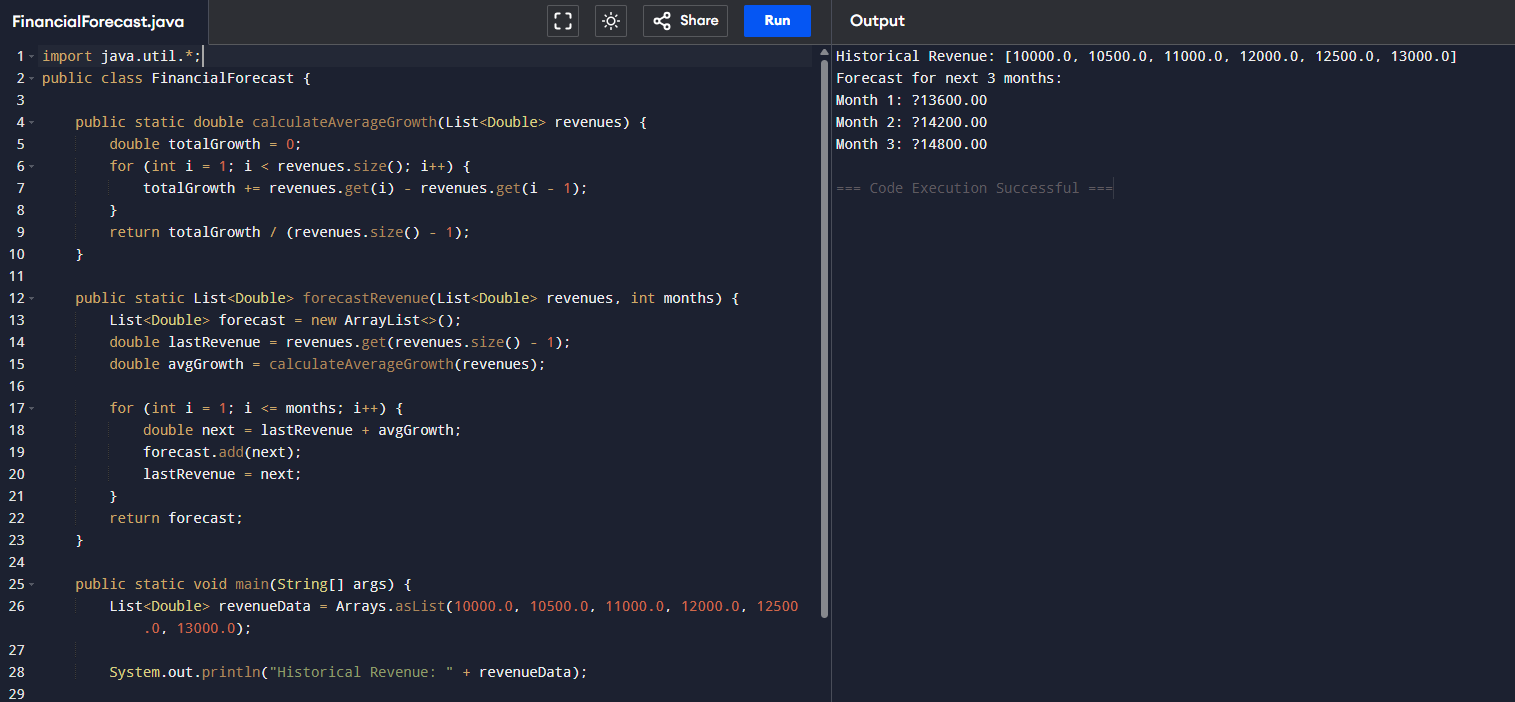 FinancialForecast.java
Share
Run
Output
1 import java.util.*;
2 public class FinancialForecast {
3
4     public static double calculateAverageGrowth(List<Double> revenues) {
5         double totalGrowth = 0;
6         for (int i = 1; i < revenues.size(); i++) {
7             totalGrowth += revenues.get(i) - revenues.get(i - 1);
8         }
9         return totalGrowth / (revenues.size() - 1);
10     }
11
12     public static List<Double> forecastRevenue(List<Double> revenues, int months) {
13         List<Double> forecast = new ArrayList<>();
14         double lastRevenue = revenues.get(revenues.size() - 1);
15         double avgGrowth = calculateAverageGrowth(revenues);
16
17         for (int i = 1; i <= months; i++) {
18             double next = lastRevenue + avgGrowth;
19             forecast.add(next);
20             lastRevenue = next;
21         }
22         return forecast;
23     }
24
25     public static void main(String[] args) {
26         List<Double> revenueData = Arrays.asList(10000.0, 10500.0, 11000.0, 12000.0, 12500
.0, 13000.0);
27
28         System.out.println("Historical Revenue: " + revenueData);
29
Historical Revenue: [10000.0, 10500.0, 11000.0, 12000.0, 12500.0, 13000.0]
Forecast for next 3 months:
Month 1: ?13600.00
Month 2: ?14200.00
Month 3: ?14800.00
=== Code Execution Successful ===